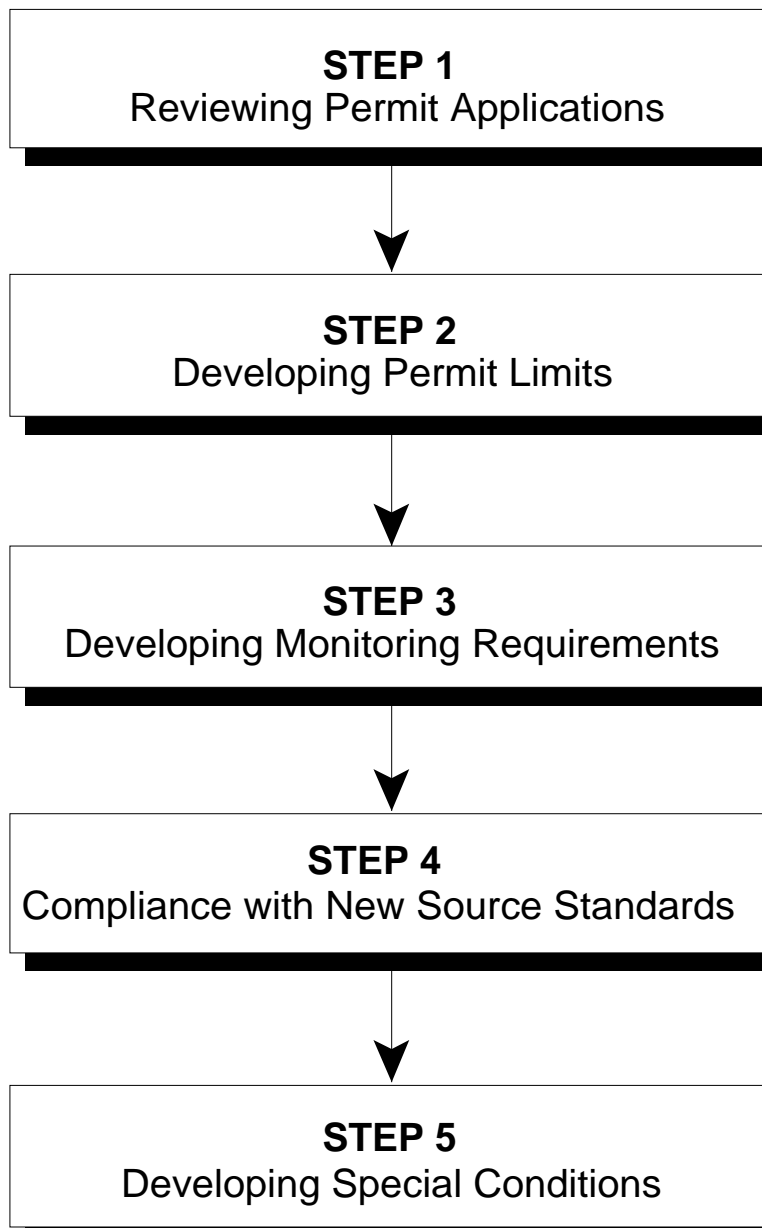 STEP 1
Reviewing Permit Applications
STEP 2
Developing Permit Limits
STEP 3
Developing Monitoring Requirements
STEP 4
Compliance with New Source Standards
STEP 5
Developing Special Conditions